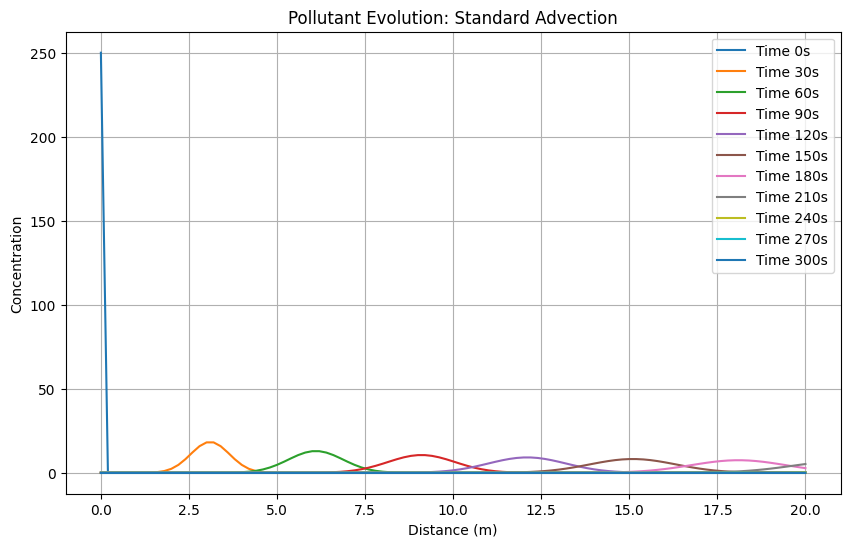 Pollutant Evolution: Standard Advection
Time 0s
Time 30s
Time 60s
Time 90s
Time 120s
Time 150s
Time 180s
Time 210s
Time 240s
Time 270s
Time 300s
Concentration
250
200
150
100
50
0
0.0 2.5 5.0 7.5 10.0 12.5 15.0 17.5 20.0
Distance (m)